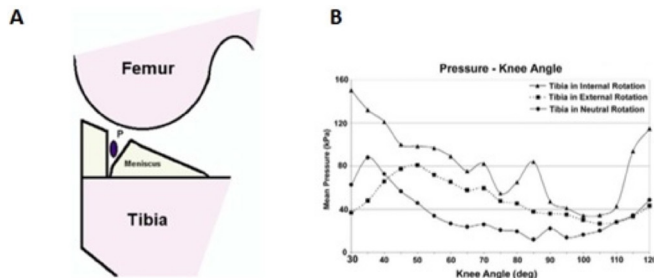 A
B
Femur
P
Meniscus
Tibia
Pressure - Knee Angle
Tibia in Internal Rotation
Tibia in External Rotation
Tibia in Neutral Rotation
Mean Pressure (kPa)
160
120
80
40
0
30 40 50 60 70 80 90 100 110 120
Knee Angle (deg)